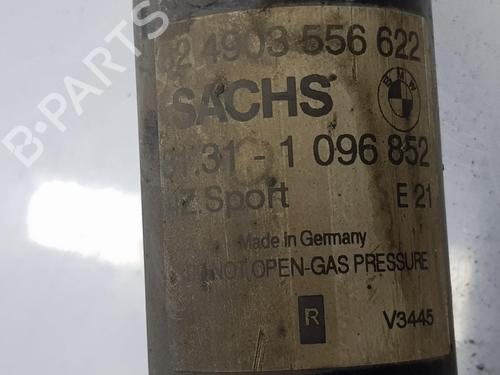 4903 556 622
SACHS
BMW
31-1 096 852
Sport E 21
Made in Germany
NOT OPEN-GAS PRESSURE
R V3445
B-PARTS